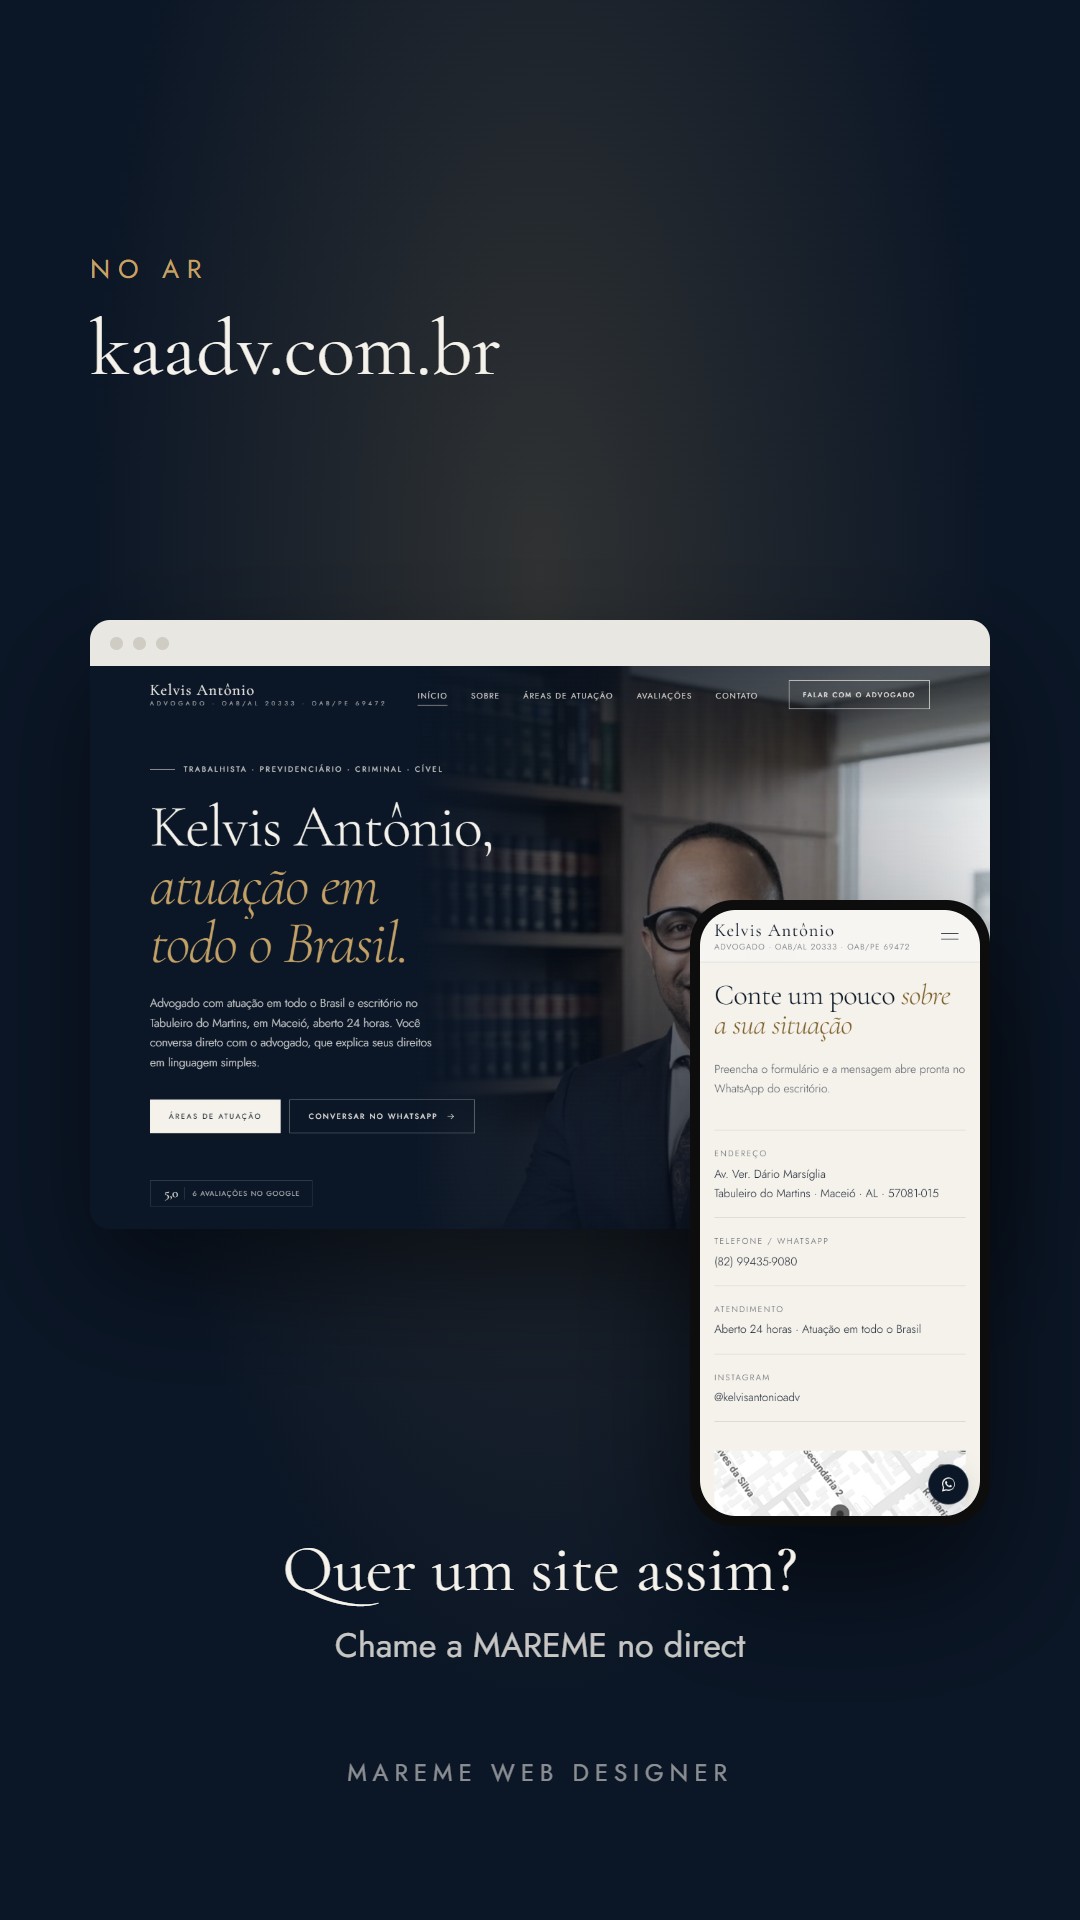 NO AR
kaadv.com.br
Kelvis Antônio
ADVOGADO · OAB/AL 20333 · OAB/PE 69472
INÍCIO
SOBRE
ÁREAS DE ATUAÇÃO
AVALIAÇÕES
CONTATO
FALAR COM O ADVOGADO
TRABALHISTA · PREVIDENCIÁRIO · CRIMINAL · CÍVEL
Kelvis Antônio,
atuação em
todo o Brasil.
Advogado com atuação em todo o Brasil e escritório no
Tabuleiro do Martins, em Maceió, aberto 24 horas. Você
conversa direto com o advogado, que explica seus direitos
em linguagem simples.
ÁREAS DE ATUAÇÃO
CONVERSAR NO WHATSAPP →
5,0 | 6 AVALIAÇÕES NO GOOGLE
Kelvis Antônio
ADVOGADO · OAB/AL 20333 · OAB/PE 69472
Conte um pouco sobre
a sua situação
Preencha o formulário e a mensagem abre pronta no
WhatsApp do escritório.
ENDEREÇO
Av. Ver. Dário Marsíglia
Tabuleiro do Martins · Maceió · AL · 57081-015
TELEFONE / WHATSAPP
(82) 99435-9080
ATENDIMENTO
Aberto 24 horas · Atuação em todo o Brasil
INSTAGRAM
@kelvisantonioadv
da Silva
Secundária 2
Quer um site assim?
Chame a MAREME no direct
MAREME WEB DESIGNER